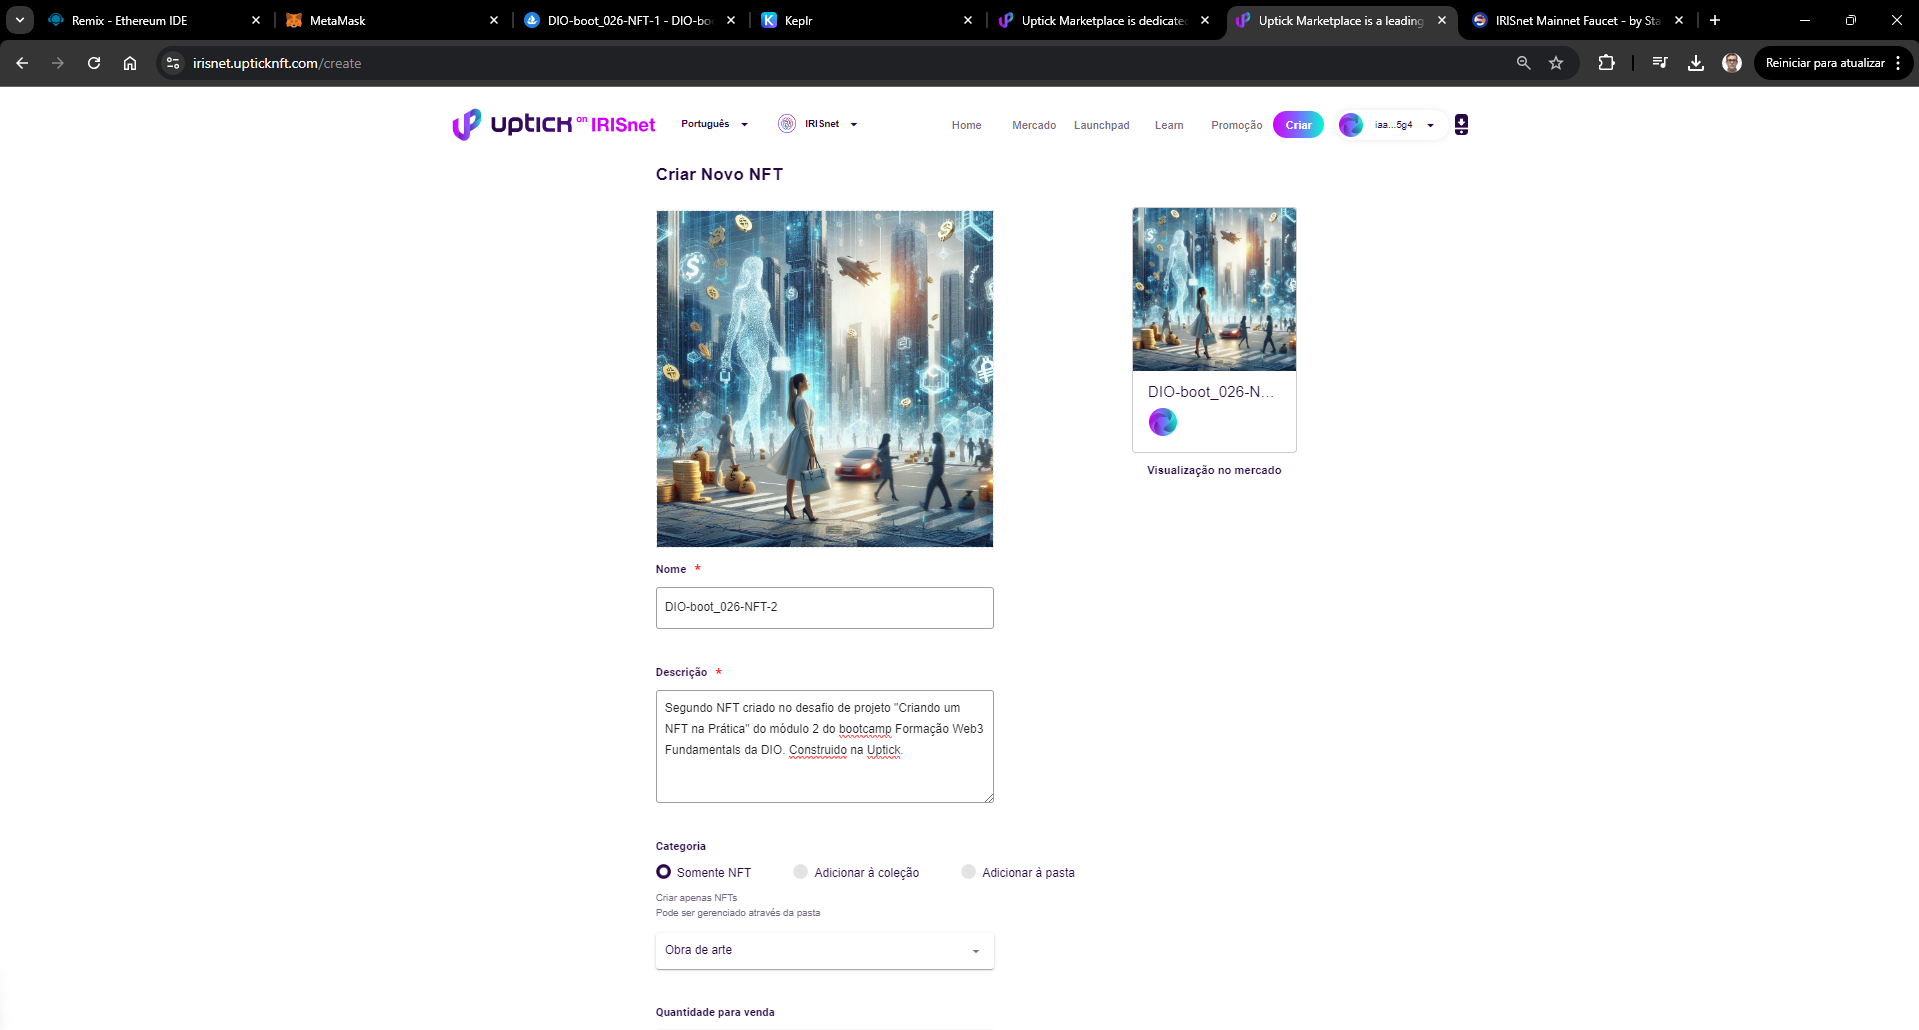 Remix - Ethereum IDE
MetaMask
DIO-boot_026-NFT-1 - DIO-boo
Keplr
Uptick Marketplace is dedicated
Uptick Marketplace is a leading
IRISnet Mainnet Faucet - by Sta
irisnet.upticknft.com/create
Reiniciar para atualizar
uptick on IRISnet
Português
IRISnet
Home
Mercado
Launchpad
Learn
Promoção
Criar
iaa...5g4
Criar Novo NFT
DIO-boot_026-N...
Visualização no mercado
Nome *
DIO-boot_026-NFT-2
Descrição *
Segundo NFT criado no desafio de projeto "Criando um
NFT na Prática" do módulo 2 do bootcamp Formação Web3
Fundamentals da DIO. Construido na Uptick.
Categoria
Somente NFT
Adicionar à coleção
Adicionar à pasta
Criar apenas NFTs
Pode ser gerenciado através da pasta
Obra de arte
Quantidade para venda